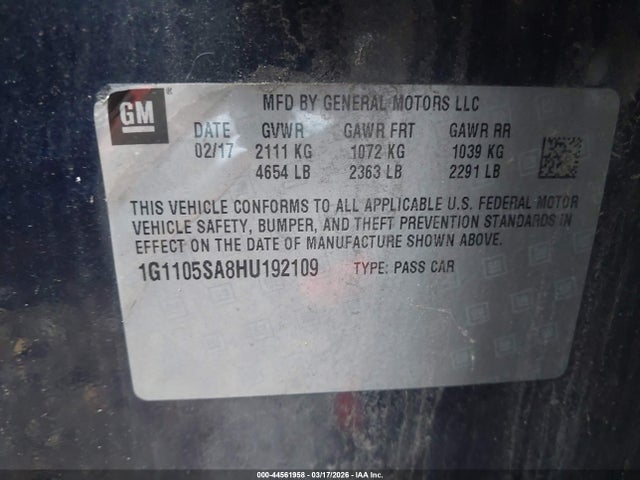 GM
MFD BY GENERAL MOTORS LLC
DATE GVWR GAWR FRT GAWR RR
02/17 2111 KG 1072 KG 1039 KG
4654 LB 2363 LB 2291 LB
THIS VEHICLE CONFORMS TO ALL APPLICABLE U.S. FEDERAL MOTOR
VEHICLE SAFETY, BUMPER, AND THEFT PREVENTION STANDARDS IN
EFFECT ON THE DATE OF MANUFACTURE SHOWN ABOVE.
1G1105SA8HU192109 TYPE: PASS CAR
000-44561958 - 03/17/2026 - IAA Inc.